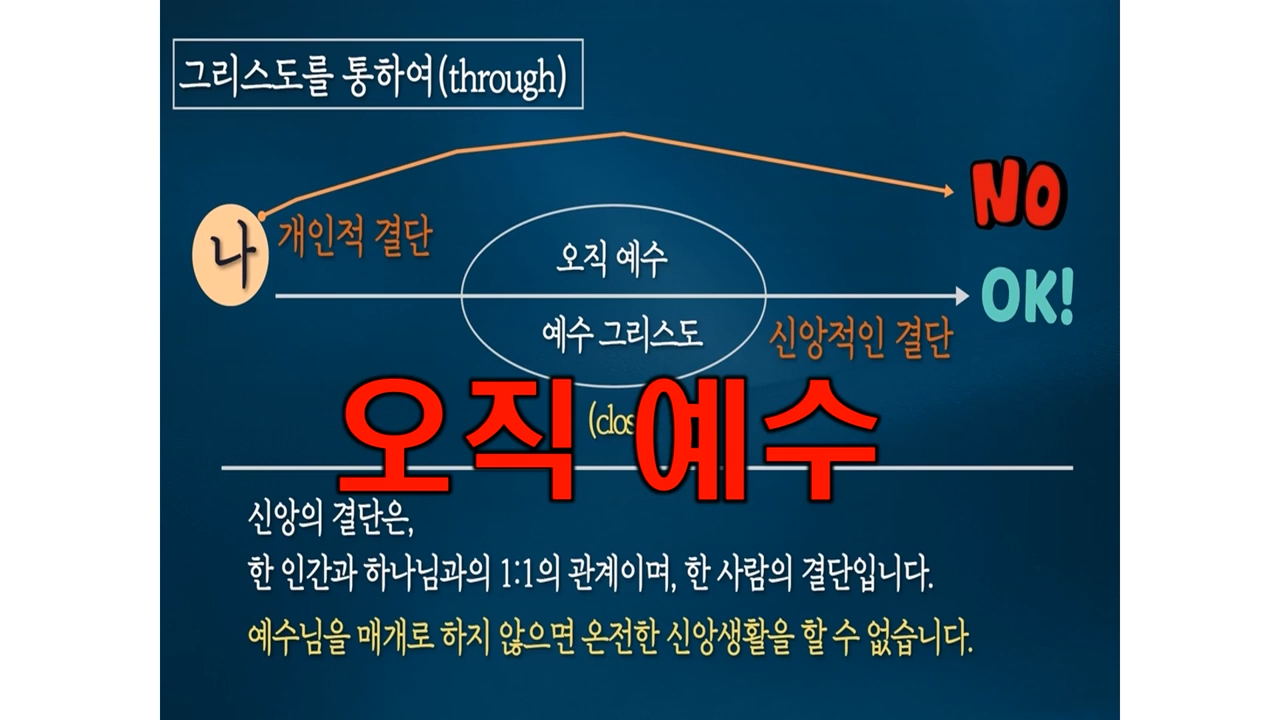 그리스도를 통하여(through)
NO
나
개인적 결단
오직 예수
OK!
예수 그리스도
신앙적인 결단
오직 예수
신앙의 결단은,
한 인간과 하나님과의 1:1의 관계이며, 한 사람의 결단입니다.
예수님을 매개로 하지 않으면 온전한 신앙생활을 할 수 없습니다.